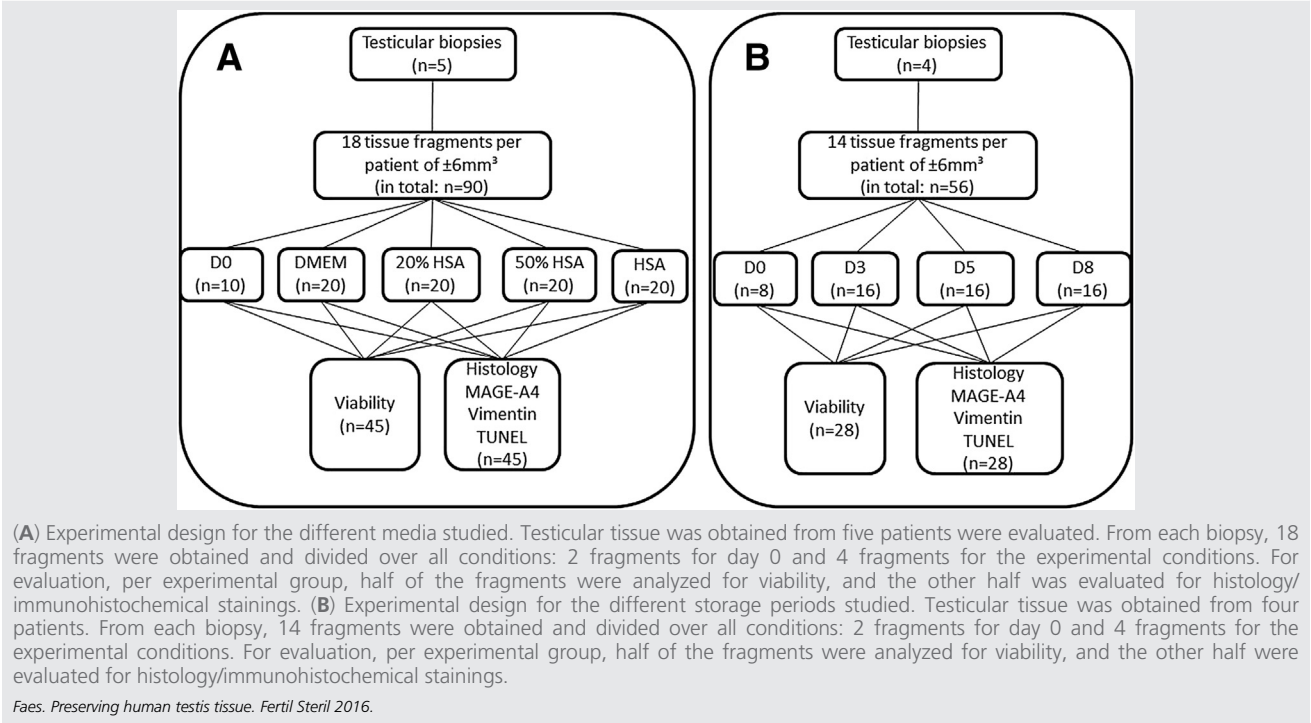 A
Testicular biopsies
(n=5)
18 tissue fragments per
patient of ±6mm³
(in total: n=90)
D0
(n=10)
DMEM
(n=20)
20% HSA
(n=20)
50% HSA
(n=20)
HSA
(n=20)
Viability
(n=45)
Histology
MAGE-A4
Vimentin
TUNEL
(n=45)
B
Testicular biopsies
(n=4)
14 tissue fragments per
patient of ±6mm³
(in total: n=56)
D0
(n=8)
D3
(n=16)
D5
(n=16)
D8
(n=16)
Viability
(n=28)
Histology
MAGE-A4
Vimentin
TUNEL
(n=28)
(A) Experimental design for the different media studied. Testicular tissue was obtained from five patients were evaluated. From each biopsy, 18
fragments were obtained and divided over all conditions: 2 fragments for day 0 and 4 fragments for the experimental conditions. For
evaluation, per experimental group, half of the fragments were analyzed for viability, and the other half was evaluated for histology/
immunohistochemical stainings. (B) Experimental design for the different storage periods studied. Testicular tissue was obtained from four
patients. From each biopsy, 14 fragments were obtained and divided over all conditions: 2 fragments for day 0 and 4 fragments for the
experimental conditions. For evaluation, per experimental group, half of the fragments were analyzed for viability, and the other half were
evaluated for histology/immunohistochemical stainings.
Faes. Preserving human testis tissue. Fertil Steril 2016.